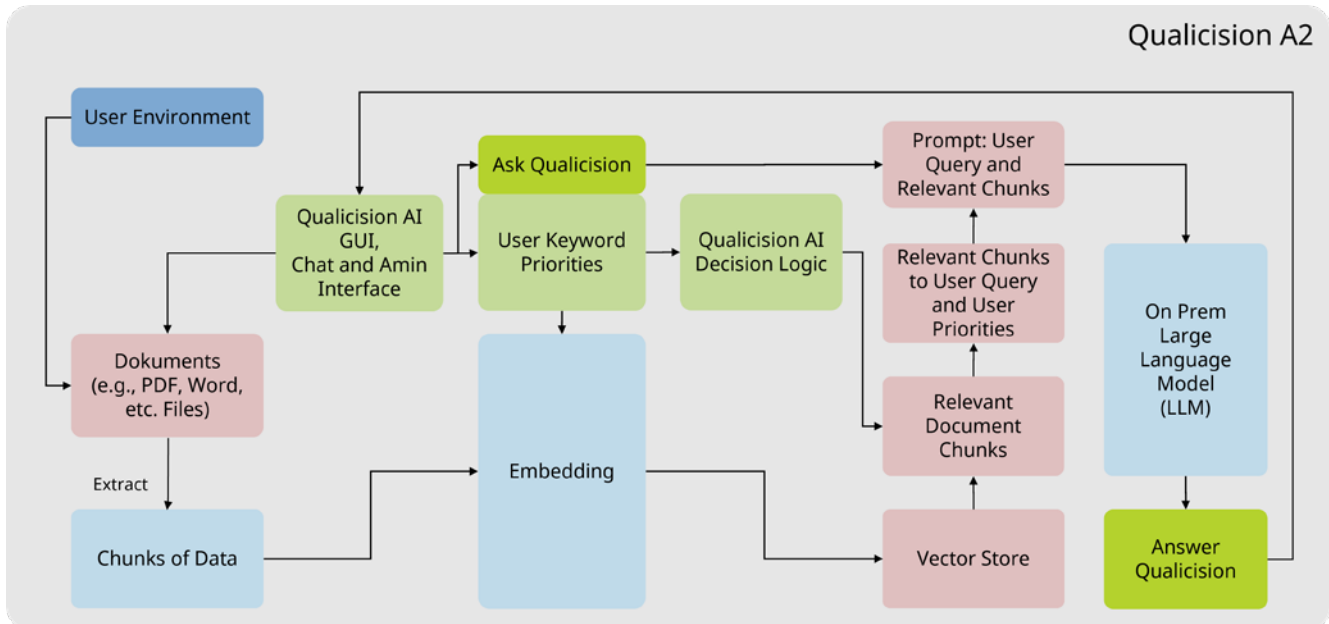 Qualicision A2
User Environment
Ask Qualicision
Prompt: User
Query and
Relevant Chunks
Qualicision AI
GUI,
Chat and Amin
Interface
User Keyword
Priorities
Qualicision AI
Decision Logic
Relevant Chunks
to User Query
and User
Priorities
On Prem
Large
Language
Model
(LLM)
Dokuments
(e.g., PDF, Word,
etc. Files)
Relevant
Document
Chunks
Embedding
Extract
Chunks of Data
Vector Store
Answer
Qualicision